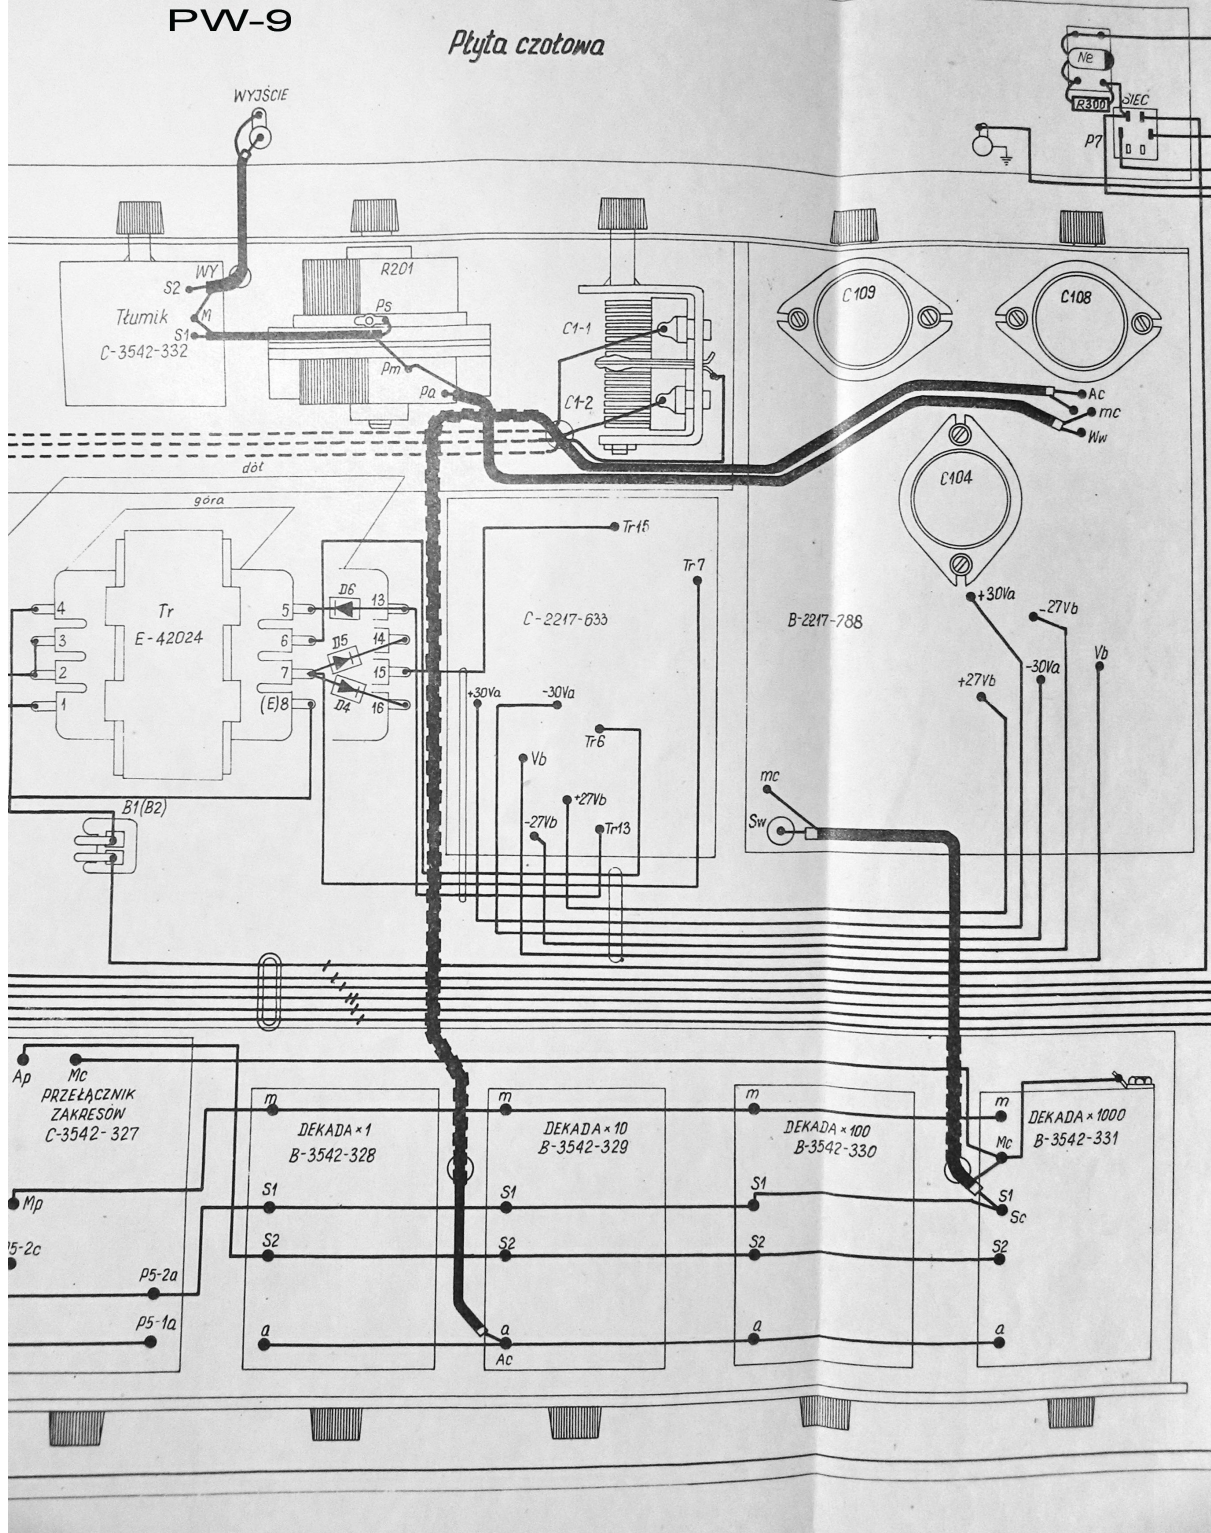 PW-9
Płyta czołowa
WYJŚCIE
Ne
R300
SIEĆ
P7
WY
S2
M
S1
Tłumik
C-3542-332
R201
Ps
Pm
Pa
C1-1
C1-2
C109
C108
Ac
mc
Ww
C104
dół
góra
Tr
E-42024
4
3
2
1
5
6
7
(E)8
D6
D5
D4
13
14
15
16
Tr15
Tr7
C-2217-633
+30Va
-30Va
Tr6
Vb
+27Vb
-27Vb
Tr13
B-2217-788
+30Va
-27Vb
Vb
-30Va
+27Vb
mc
Sw
B1(B2)
Ap
Mc
PRZEŁĄCZNIK
ZAKRESÓW
C-3542-327
Mp
P5-2c
P5-2a
P5-1a
m
DEKADA×1
B-3542-328
S1
S2
a
m
DEKADA×10
B-3542-329
S1
S2
a
Ac
m
DEKADA×100
B-3542-330
S1
S2
a
m
DEKADA×1000
B-3542-331
Mc
S1
Sc
S2
a